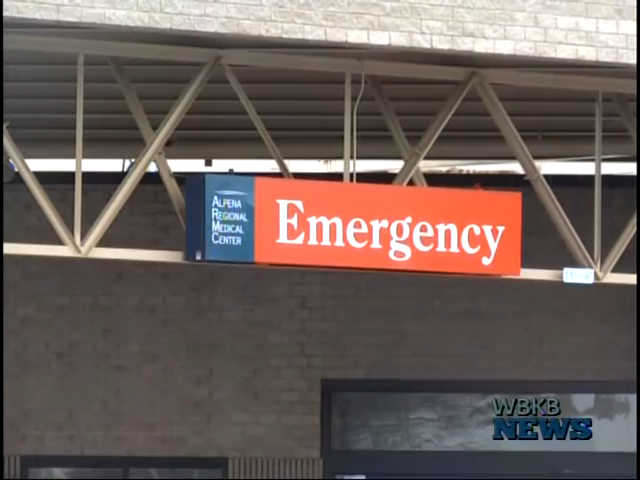 Alpena
Regional
Medical
Center
Emergency
WBKB
NEWS